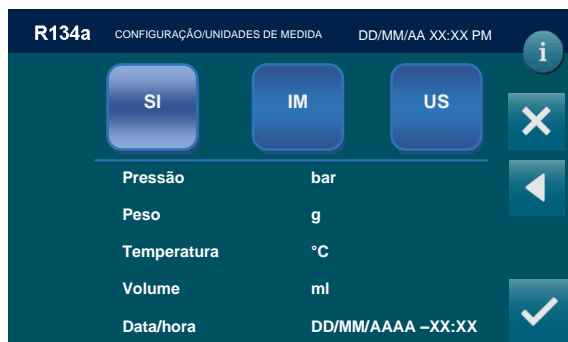 R134a CONFIGURAÇÃO/UNIDADES DE MEDIDA DD/MM/AA XX:XX PM
i
SI IM US
Pressão bar
Peso g
Temperatura °C
Volume ml
Data/hora DD/MM/AAAA –XX:XX